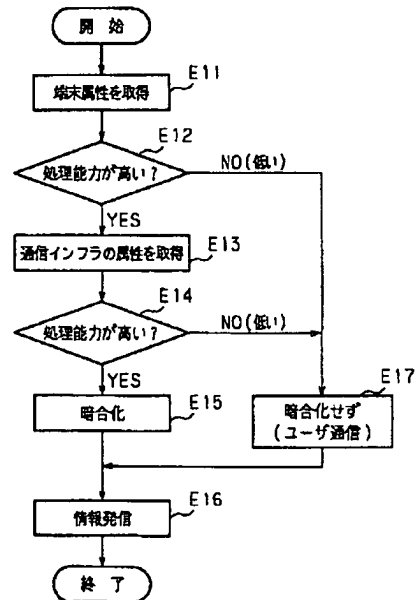 開始
端末属性を取得
E11
処理能力が高い?
E12
NO(低い)
YES
通信インフラの属性を取得
E13
処理能力が高い?
E14
NO(低い)
YES
暗合化
E15
暗合化せず
(ユーザ通信)
E17
情報発信
E16
終了